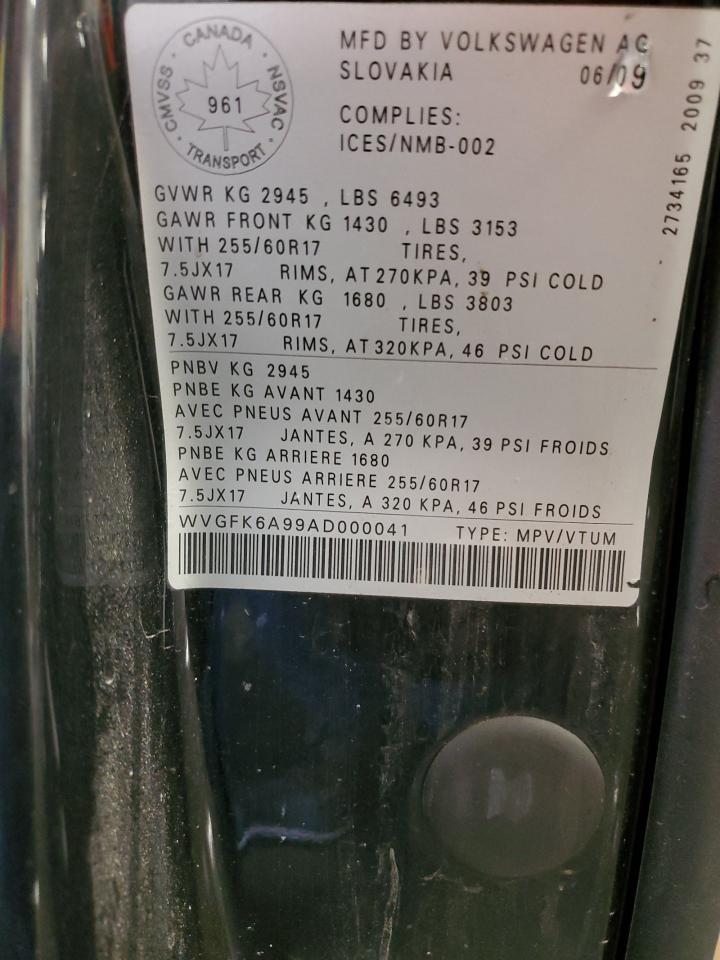 CANADA
CMVSS NSVAC
961
TRANSPORT
MFD BY VOLKSWAGEN AG
SLOVAKIA 06/09
COMPLIES:
ICES/NMB-002
2734165 2009 37
GVWR KG 2945 , LBS 6493
GAWR FRONT KG 1430 , LBS 3153
WITH 255/60R17 TIRES,
7.5JX17 RIMS, AT 270KPA, 39 PSI COLD
GAWR REAR KG 1680 , LBS 3803
WITH 255/60R17 TIRES,
7.5JX17 RIMS, AT 320KPA, 46 PSI COLD
PNBV KG 2945
PNBE KG AVANT 1430
AVEC PNEUS AVANT 255/60R17
7.5JX17 JANTES, A 270 KPA, 39 PSI FROIDS
PNBE KG ARRIERE 1680
AVEC PNEUS ARRIERE 255/60R17
7.5JX17 JANTES, A 320 KPA, 46 PSI FROIDS
WVGFK6A99AD000041 TYPE: MPV/VTUM